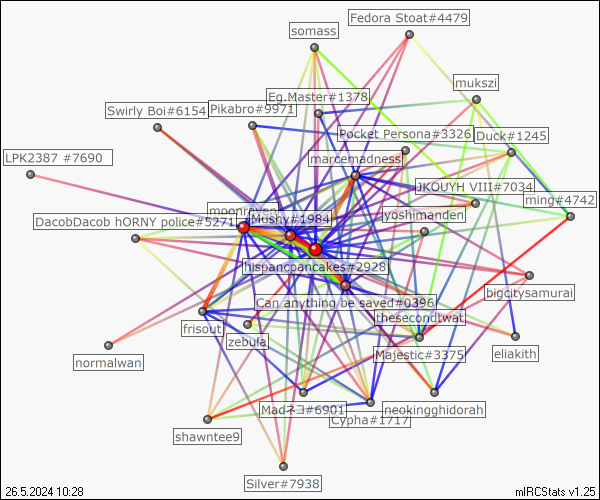 Fedora Stoat#4479
somass
mukszi
Eg.Master#1378
Swirly Boi#6154
Pikabro#9971
Pocket Persona#3326
Duck#1245
LPK2387 #7690
marcemadness
JKQUYH VIII#7034
ming#4742
moonroven
Mushy#1984
yoshimanden
DacobDacob hORNY police#5271
hispancpancakes#2928
bigcitysamurai
Can anything be saved#0396
thesecondtwat
frisout
zebula
Majestic#3375
eliakith
normalwan
Madネコ#6901
neokingghidorah
Cypha#1717
shawntee9
Silver#7938
26.5.2024 10:28
mIRCStats v1.25